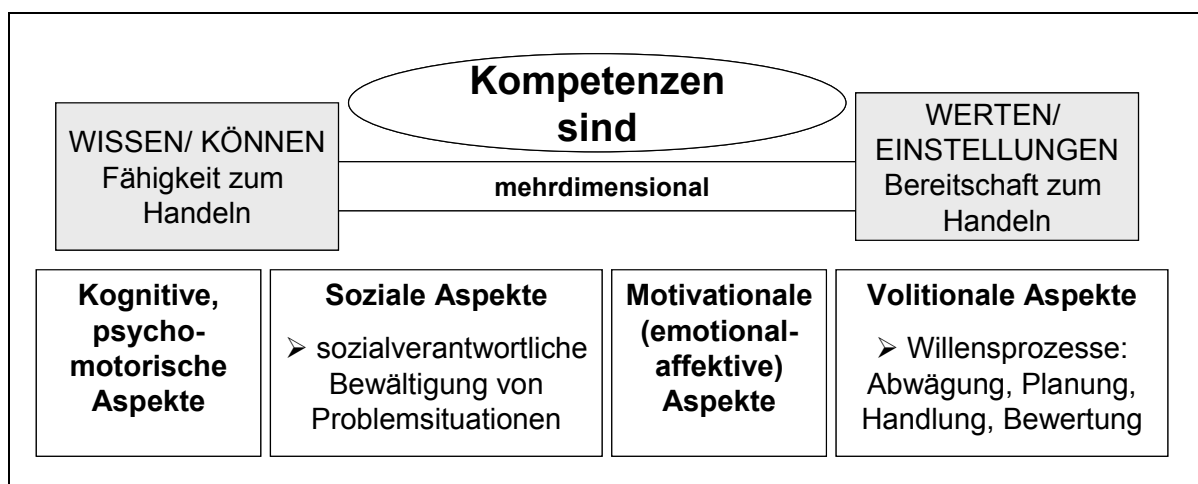 Kompetenzen
sind
WISSEN/ KÖNNEN
Fähigkeit zum
Handeln
mehrdimensional
WERTEN/
EINSTELLUNGEN
Bereitschaft zum
Handeln
Kognitive,
psycho-
motorische
Aspekte
Soziale Aspekte
➢ sozialverantwortliche
Bewältigung von
Problemsituationen
Motivationale
(emotional-
affektive)
Aspekte
Volitionale Aspekte
➢ Willensprozesse:
Abwägung, Planung,
Handlung, Bewertung